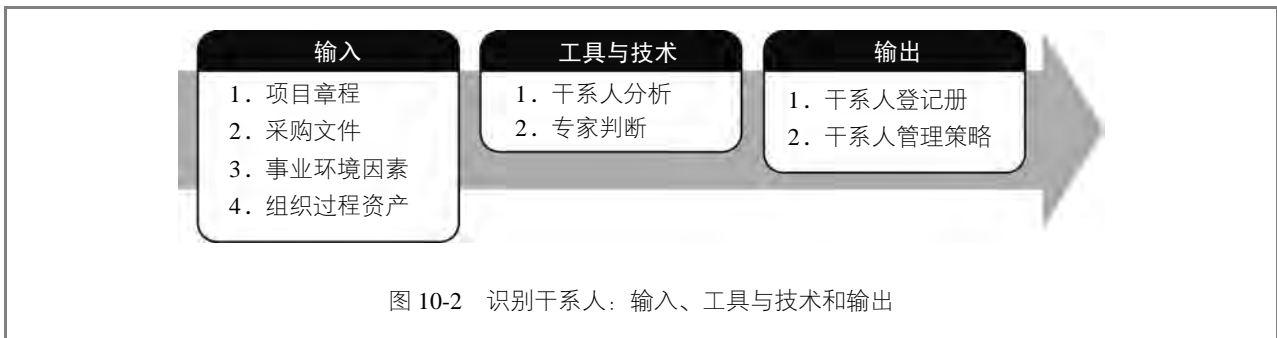 输入
1. 项目章程
2. 采购文件
3. 事业环境因素
4. 组织过程资产
工具与技术
1. 干系人分析
2. 专家判断
输出
1. 干系人登记册
2. 干系人管理策略
图 10-2 识别干系人：输入、工具与技术和输出